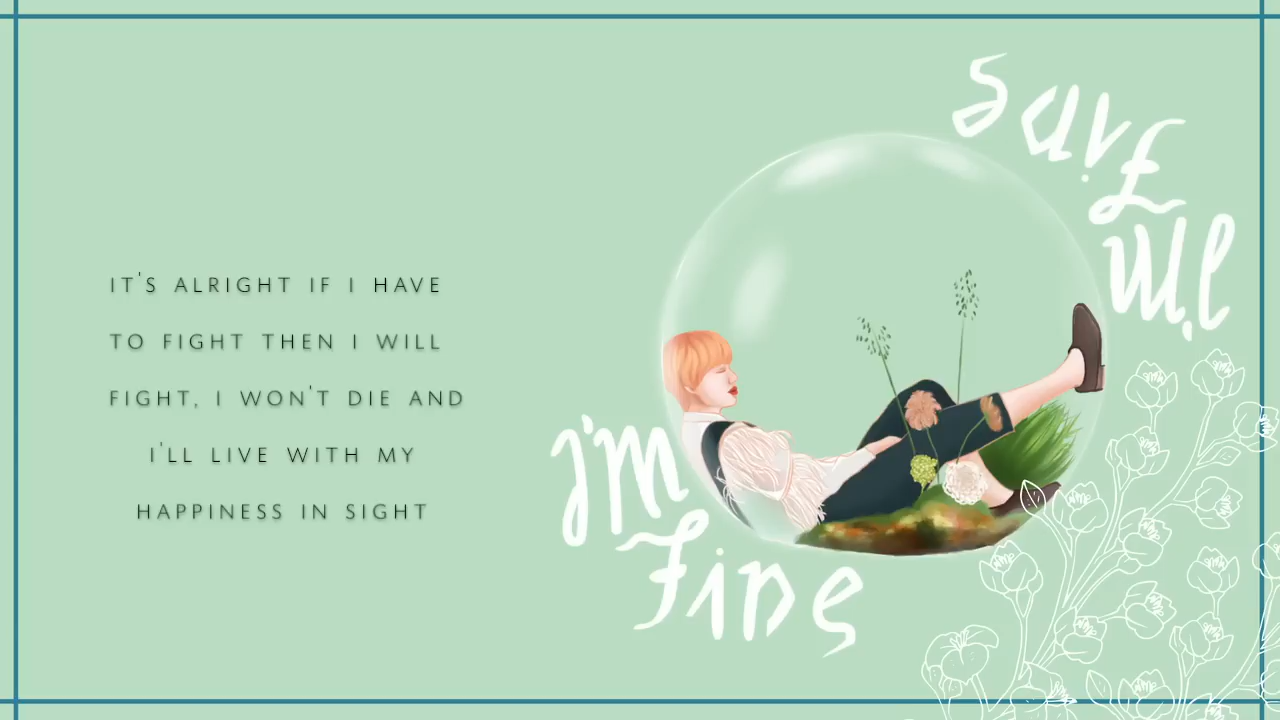 IT'S ALRIGHT IF I HAVE
TO FIGHT THEN I WILL
FIGHT, I WON'T DIE AND
I'LL LIVE WITH MY
HAPPINESS IN SIGHT
Save
ME
I'm
Fine